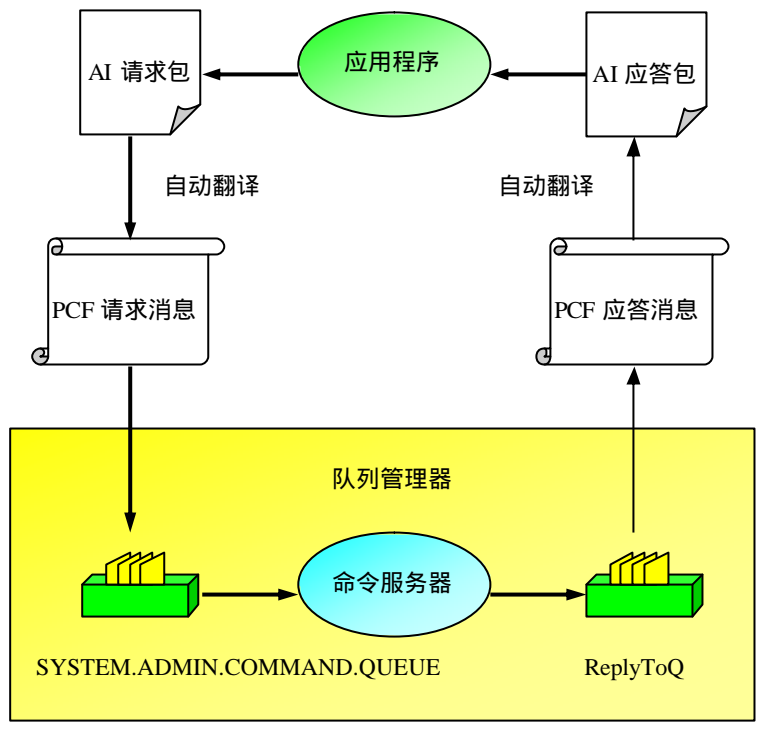 AI 请求包
应用程序
AI 应答包
自动翻译
自动翻译
PCF 请求消息
PCF 应答消息
队列管理器
命令服务器
SYSTEM.ADMIN.COMMAND.QUEUE
ReplyToQ